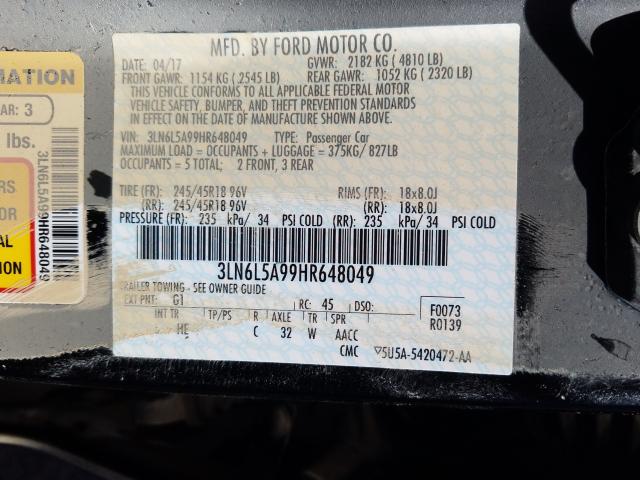 MFD. BY FORD MOTOR CO.
DATE: 04/17 GVWR: 2182 KG ( 4810 LB)
FRONT GAWR: 1154 KG ( 2545 LB) REAR GAWR: 1052 KG ( 2320 LB)
THIS VEHICLE CONFORMS TO ALL APPLICABLE FEDERAL MOTOR
VEHICLE SAFETY, BUMPER, AND THEFT PREVENTION STANDARDS
IN EFFECT ON THE DATE OF MANUFACTURE SHOWN ABOVE.
VIN: 3LN6L5A99HR648049 TYPE: Passenger Car
MAXIMUM LOAD = OCCUPANTS + LUGGAGE = 375KG/ 827LB
OCCUPANTS = 5 TOTAL; 2 FRONT, 3 REAR
TIRE (FR): 245/45R18 96V RIMS (FR): 18x8.0J
(RR): 245/45R18 96V (RR): 18x8.0J
PRESSURE (FR): 235 kPa/ 34 PSI COLD (RR): 235 kPa/ 34 PSI COLD
3LN6L5A99HR648049
TRAILER TOWING - SEE OWNER GUIDE
EXT PNT: G1 RC: 45 DSO: F0073
INT TR TP/PS R AXLE TR SPR R0139
HE C 32 W AACC
CMC 5U5A-5420472-AA
MATION
AR: 3
lbs.
ERS
OR
AL
ION
3LN6L5A99HR648049